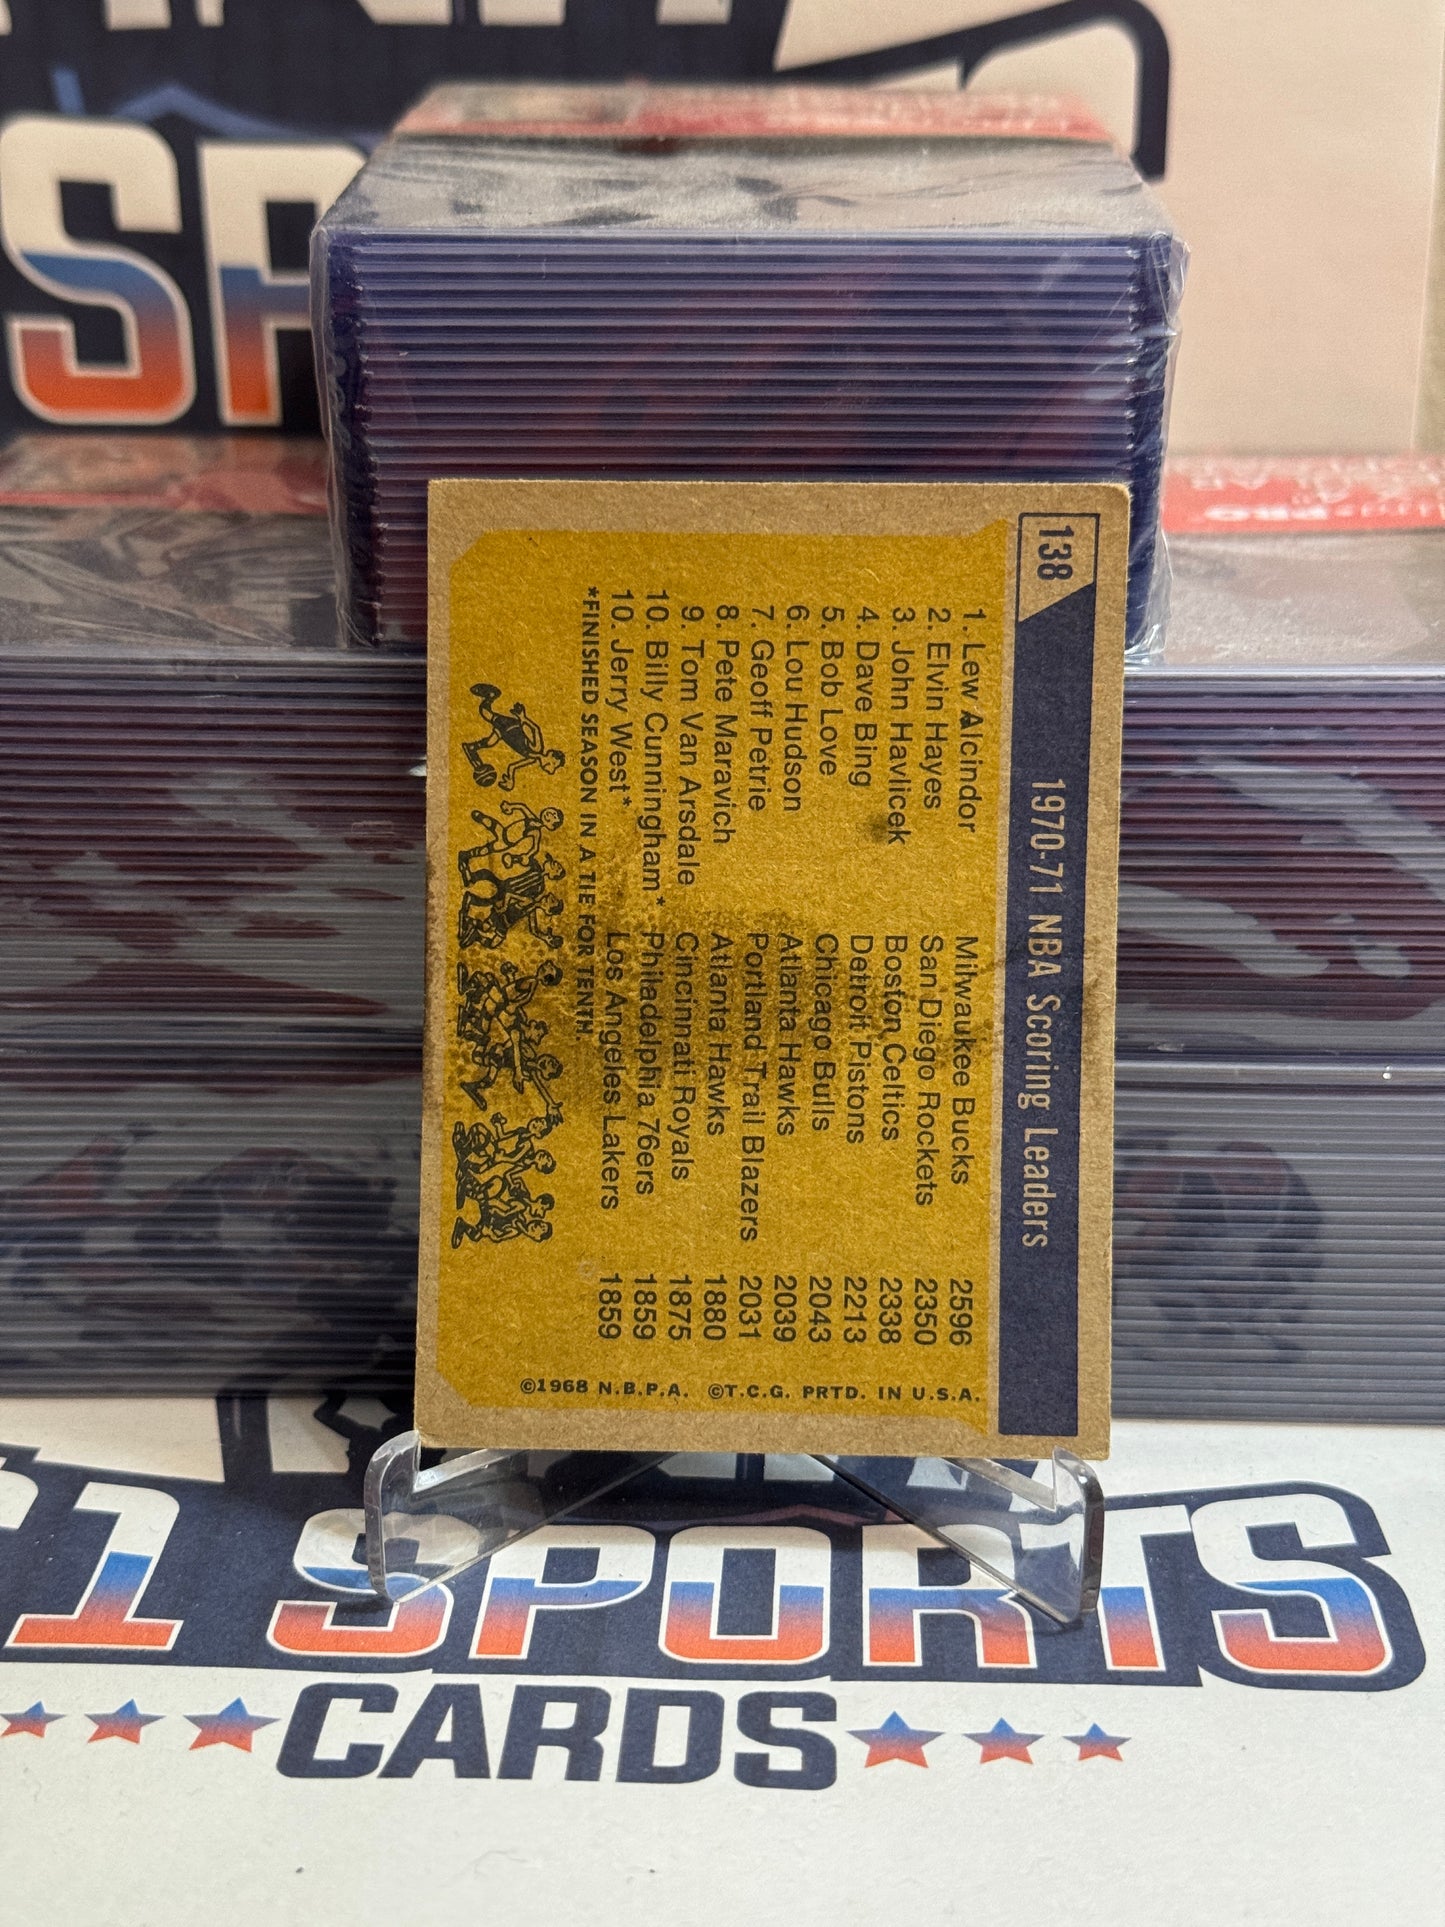 SP
138
1970-71 NBA Scoring Leaders
1. Lew Alcindor Milwaukee Bucks 2596
2. Elvin Hayes San Diego Rockets 2350
3. John Havlicek Boston Celtics 2338
4. Dave Bing Detroit Pistons 2213
5. Bob Love Chicago Bulls 2043
6. Lou Hudson Atlanta Hawks 2039
7. Geoff Petrie Portland Trail Blazers 2031
8. Pete Maravich Atlanta Hawks 1880
9. Tom Van Arsdale Cincinnati Royals 1875
10. Billy Cunningham* Philadelphia 76ers 1859
10. Jerry West* Los Angeles Lakers 1859
*FINISHED SEASON IN A TIE FOR TENTH.
©1968 N.B.P.A. ©T.C.G. PRTD. IN U.S.A.
1 SPORTS
CARDS